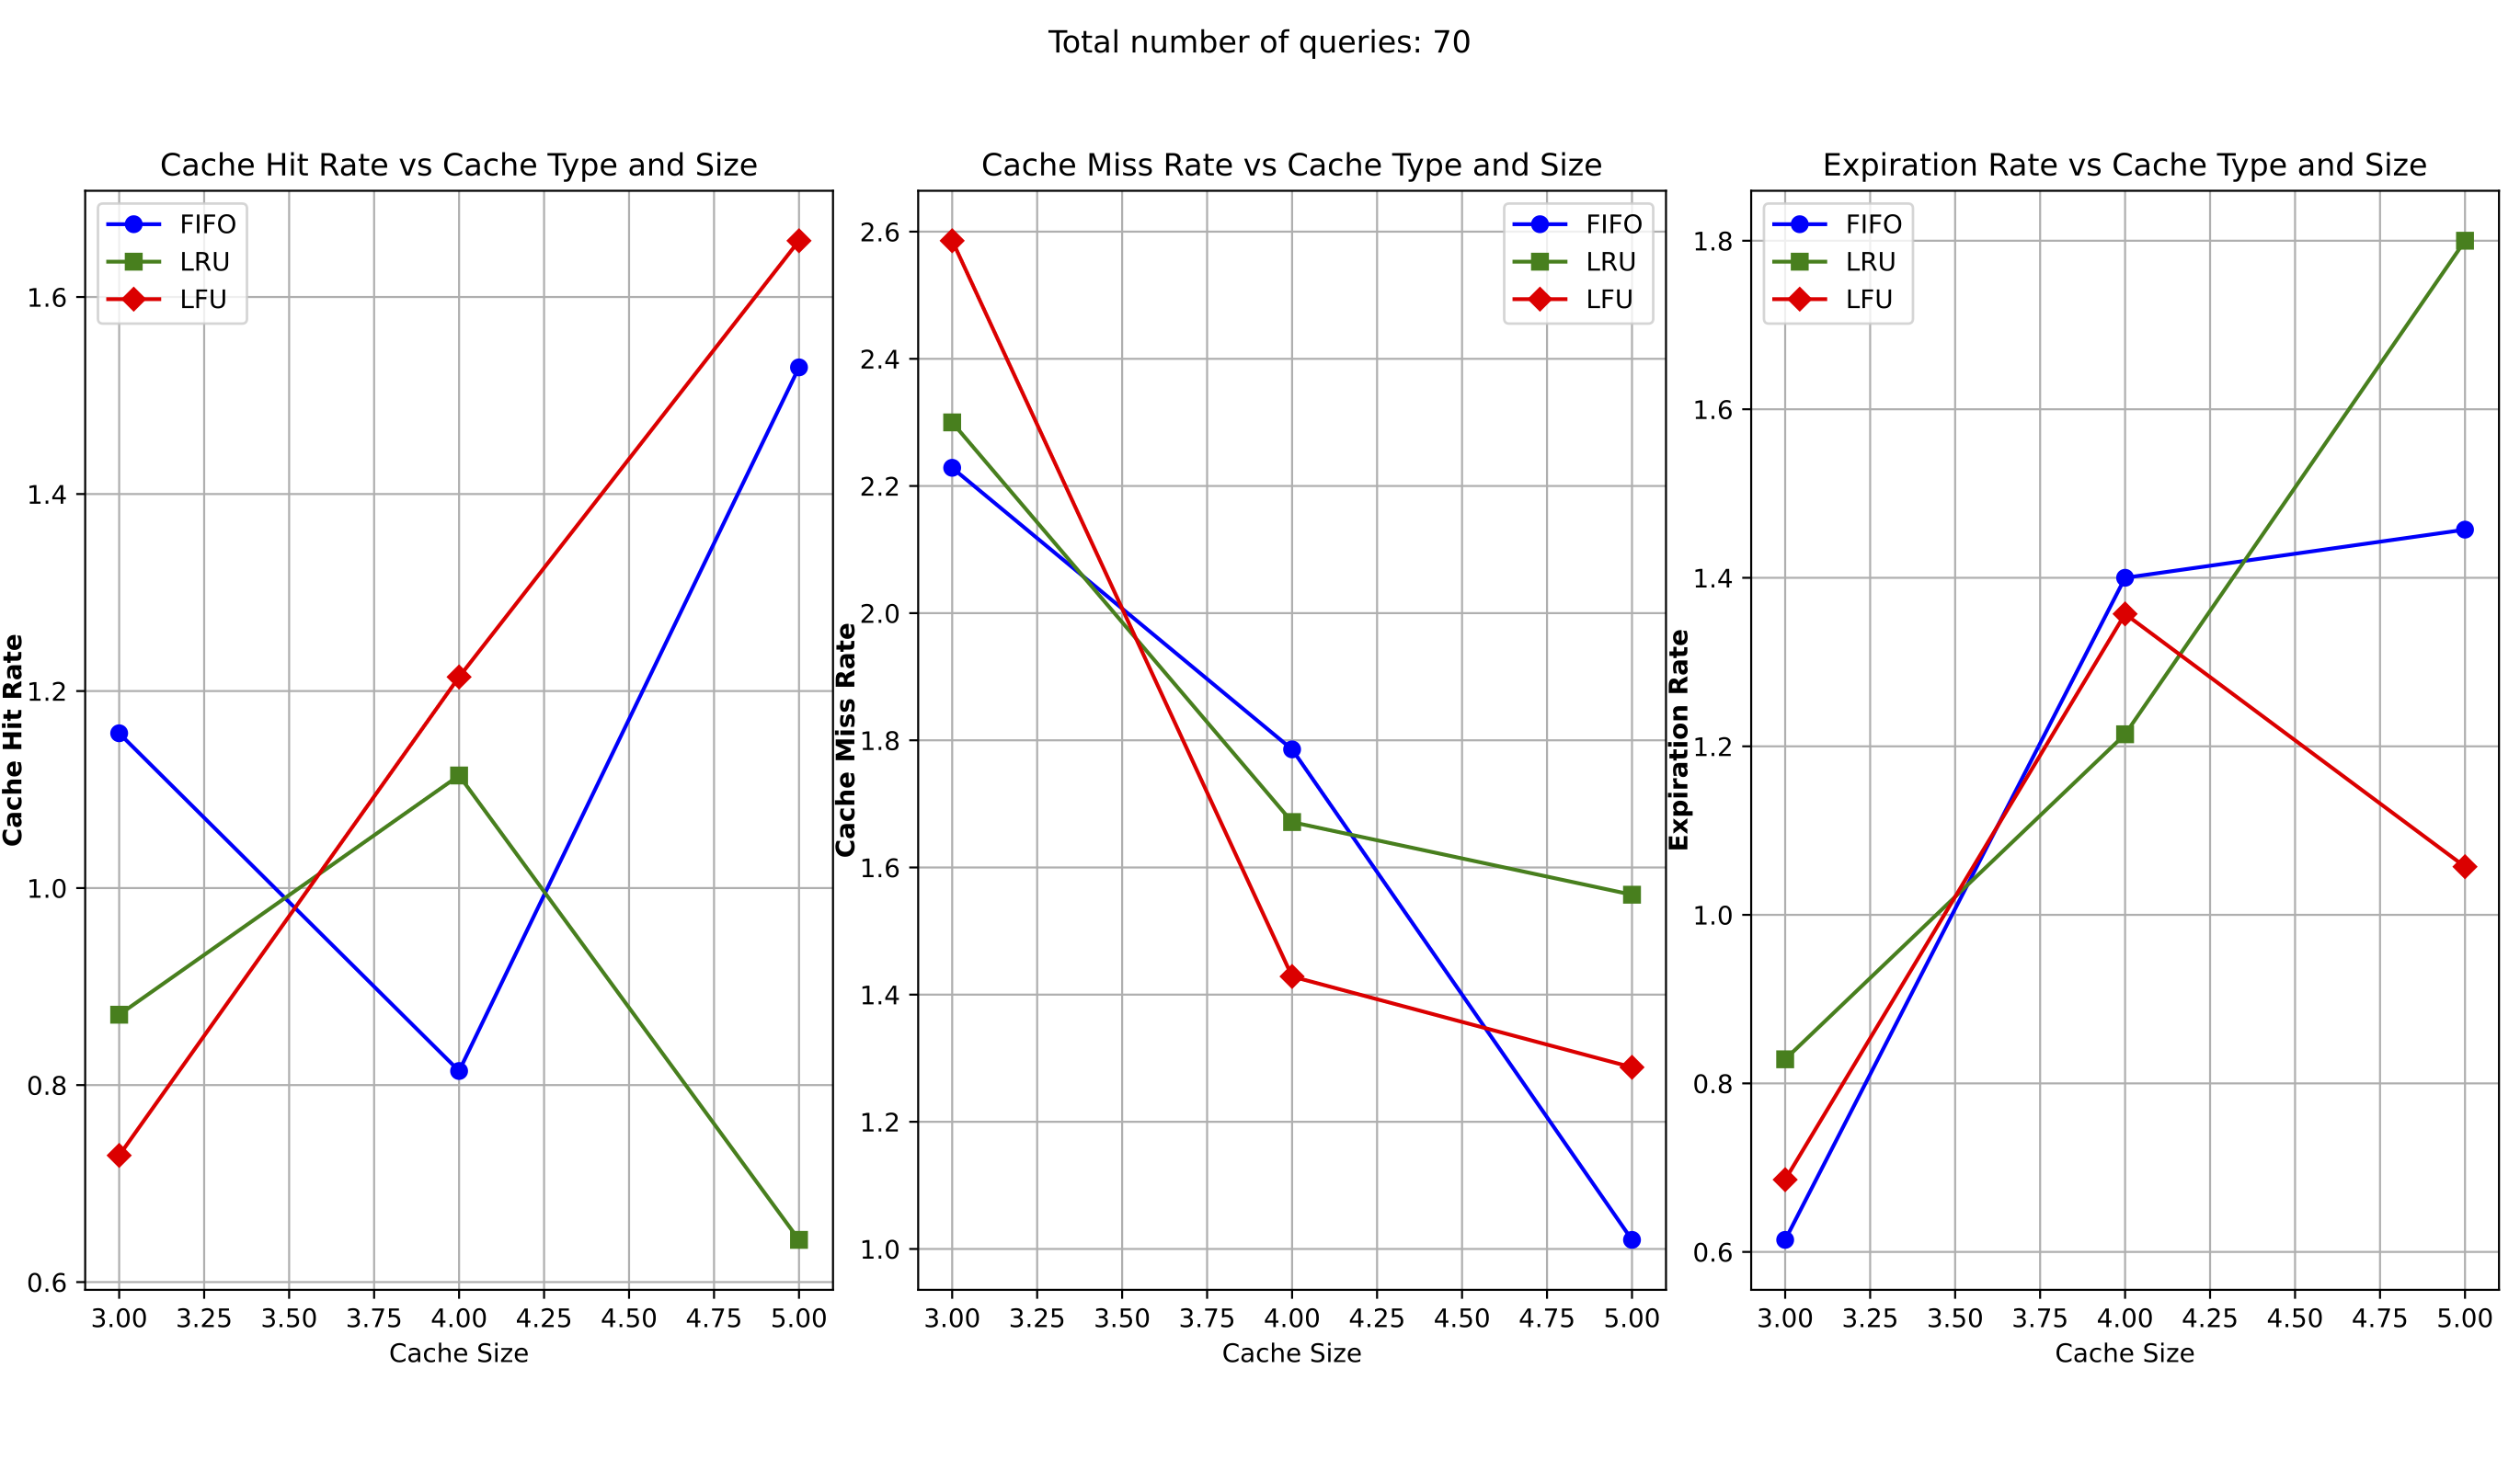 Total number of queries: 70
Cache Hit Rate vs Cache Type and Size
FIFO
LRU
LFU
Cache Hit Rate
1.6
1.4
1.2
1.0
0.8
0.6
3.00 3.25 3.50 3.75 4.00 4.25 4.50 4.75 5.00
Cache Size
Cache Miss Rate vs Cache Type and Size
FIFO
LRU
LFU
Cache Miss Rate
2.6
2.4
2.2
2.0
1.8
1.6
1.4
1.2
1.0
3.00 3.25 3.50 3.75 4.00 4.25 4.50 4.75 5.00
Cache Size
Expiration Rate vs Cache Type and Size
FIFO
LRU
LFU
Expiration Rate
1.8
1.6
1.4
1.2
1.0
0.8
0.6
3.00 3.25 3.50 3.75 4.00 4.25 4.50 4.75 5.00
Cache Size